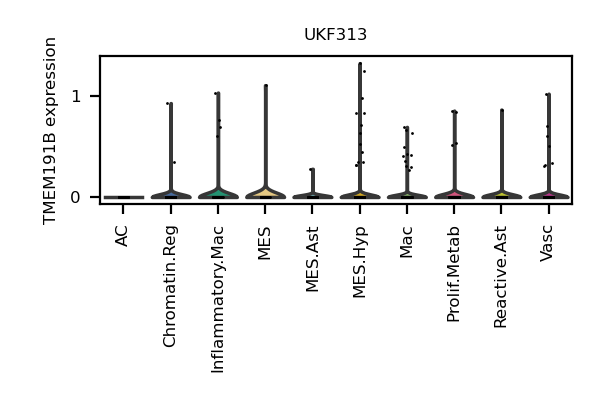 UKF313
TMEM191B expression
1
0
AC
Chromatin.Reg
Inflammatory.Mac
MES
MES.Ast
MES.Hyp
Mac
Prolif.Metab
Reactive.Ast
Vasc